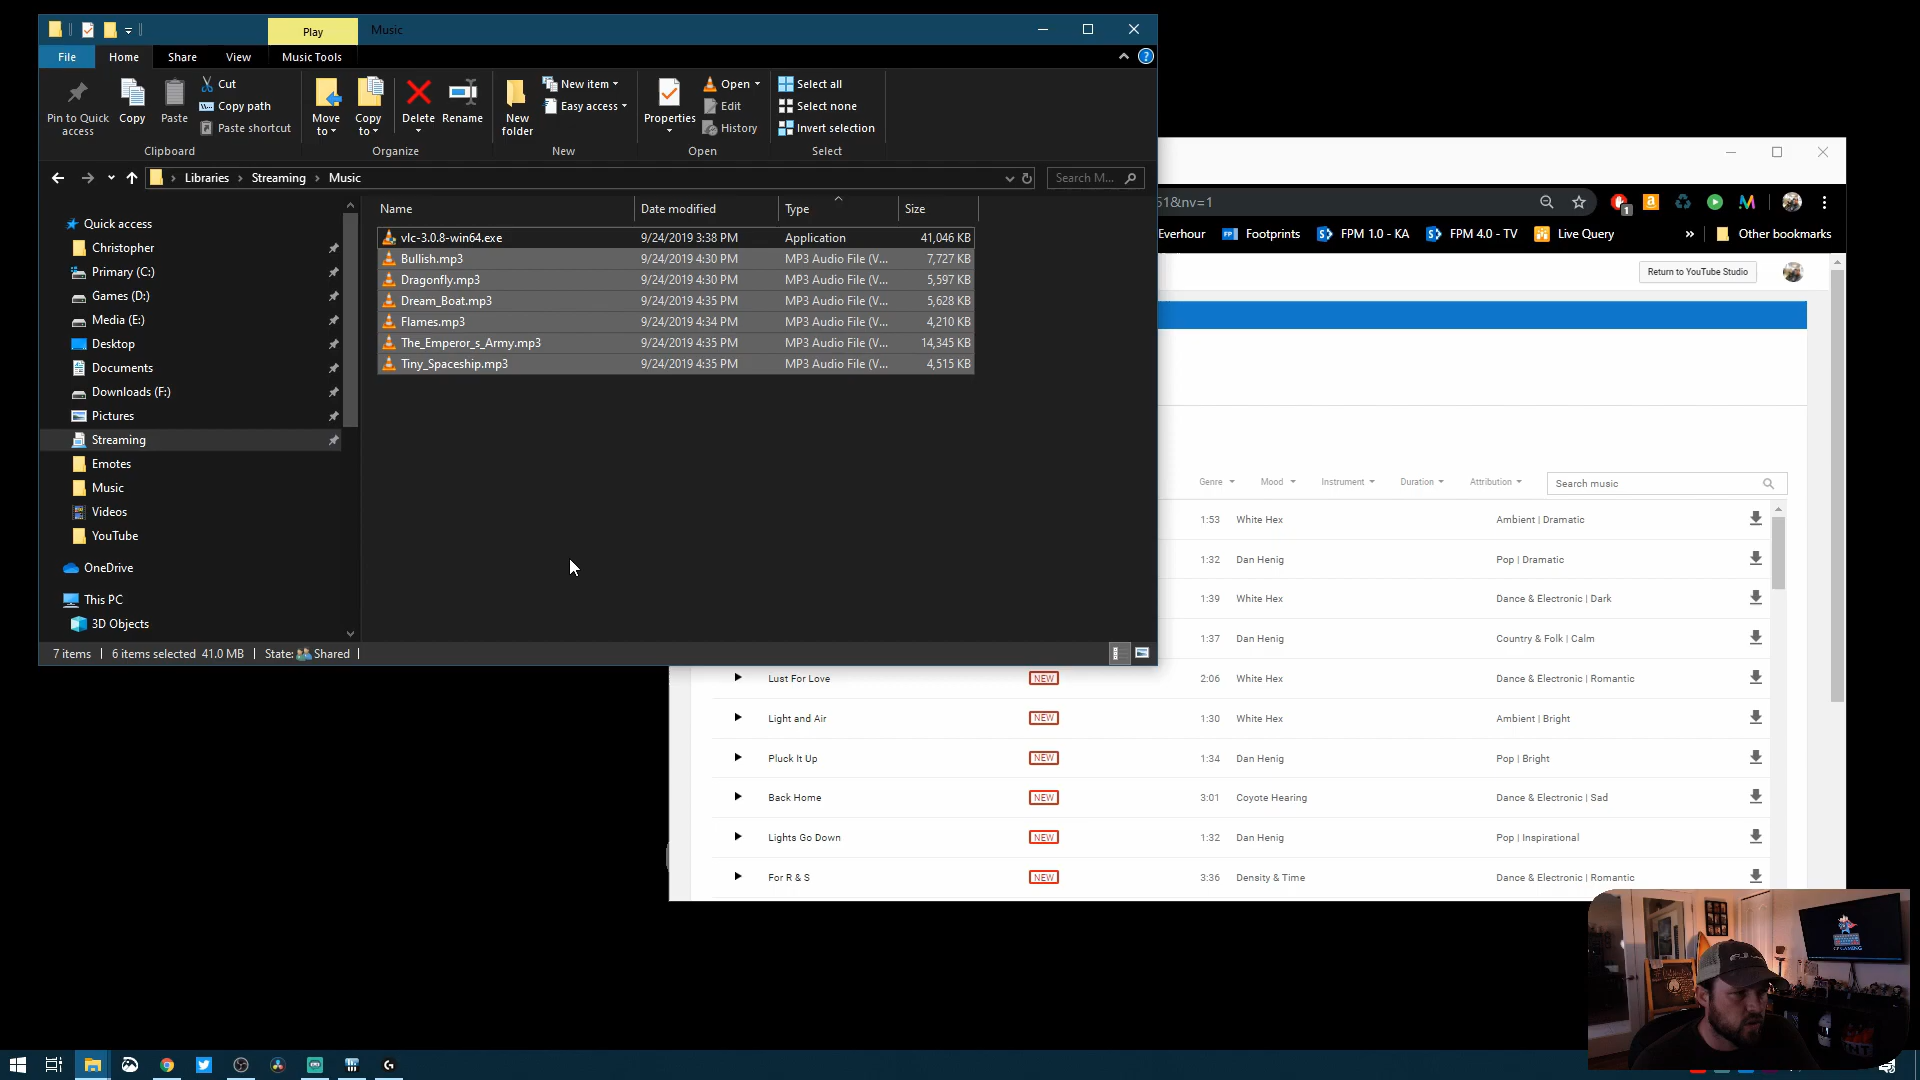 Play
Music
File
Home
Share
View
Music Tools
Pin to Quick access
Copy
Paste
Cut
Copy path
Paste shortcut
Clipboard
Move to
Copy to
Delete
Rename
Organize
New folder
New item
Easy access
New
Properties
Open
Edit
History
Open
Select all
Select none
Invert selection
Select
Libraries
Streaming
Music
Search M...
51&nv=1
1
Everhour
Footprints
FPM 1.0 - KA
FPM 4.0 - TV
Live Query
»
Other bookmarks
Return to YouTube Studio
Quick access
Christopher
Primary (C:)
Games (D:)
Media (E:)
Desktop
Documents
Downloads (F:)
Pictures
Streaming
Emotes
Music
Videos
YouTube
OneDrive
This PC
3D Objects
Name Date modified Type Size
vlc-3.0.8-win64.exe 9/24/2019 3:38 PM Application 41,046 KB
Bullish.mp3 9/24/2019 4:30 PM MP3 Audio File (V... 7,727 KB
Dragonfly.mp3 9/24/2019 4:30 PM MP3 Audio File (V... 5,597 KB
Dream_Boat.mp3 9/24/2019 4:35 PM MP3 Audio File (V... 5,628 KB
Flames.mp3 9/24/2019 4:34 PM MP3 Audio File (V... 4,210 KB
The_Emperor_s_Army.mp3 9/24/2019 4:35 PM MP3 Audio File (V... 14,345 KB
Tiny_Spaceship.mp3 9/24/2019 4:35 PM MP3 Audio File (V... 4,515 KB
7 items 6 items selected 41.0 MB State: Shared
Genre Mood Instrument Duration Attribution Search music
1:53 White Hex Ambient | Dramatic
1:32 Dan Henig Pop | Dramatic
1:39 White Hex Dance & Electronic | Dark
1:37 Dan Henig Country & Folk | Calm
Lust For Love NEW 2:06 White Hex Dance & Electronic | Romantic
Light and Air NEW 1:30 White Hex Ambient | Bright
Pluck It Up NEW 1:34 Dan Henig Pop | Bright
Back Home NEW 3:01 Coyote Hearing Dance & Electronic | Sad
Lights Go Down NEW 1:32 Dan Henig Pop | Inspirational
For R & S NEW 3:36 Density & Time Dance & Electronic | Romantic